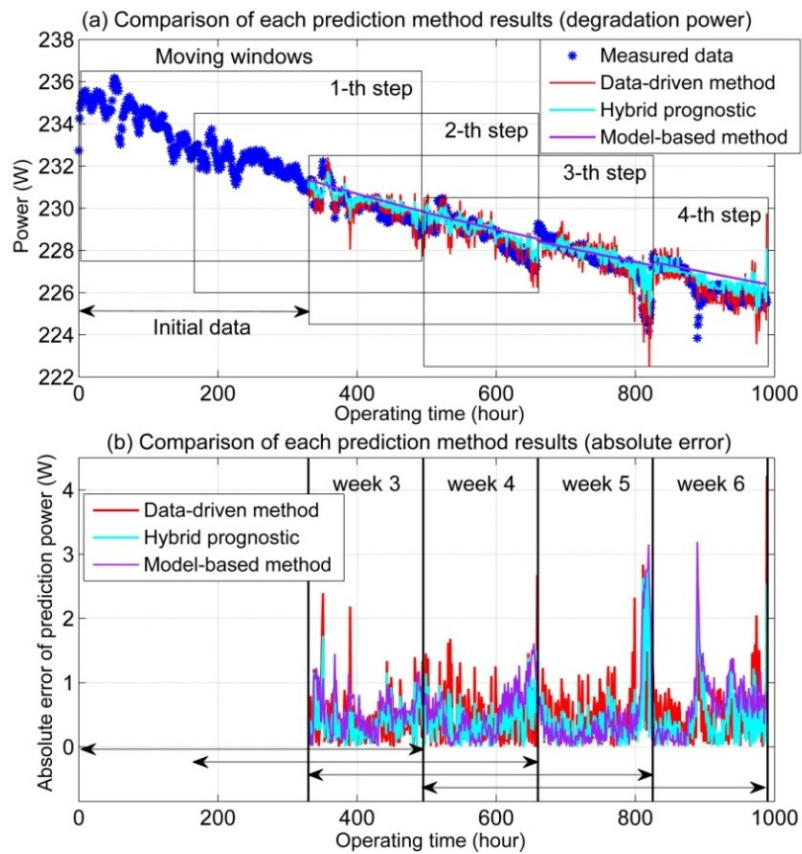 (a) Comparison of each prediction method results (degradation power)
238
236
234
232
230
228
226
224
222
Power (W)
Moving windows
1-th step
2-th step
3-th step
4-th step
Measured data
Data-driven method
Hybrid prognostic
Model-based method
Initial data
0
200
400
600
800
1000
Operating time (hour)
(b) Comparison of each prediction method results (absolute error)
4
3
2
1
0
Absolute error of prediction power (W)
week 3
week 4
week 5
week 6
Data-driven method
Hybrid prognostic
Model-based method
0
200
400
600
800
1000
Operating time (hour)